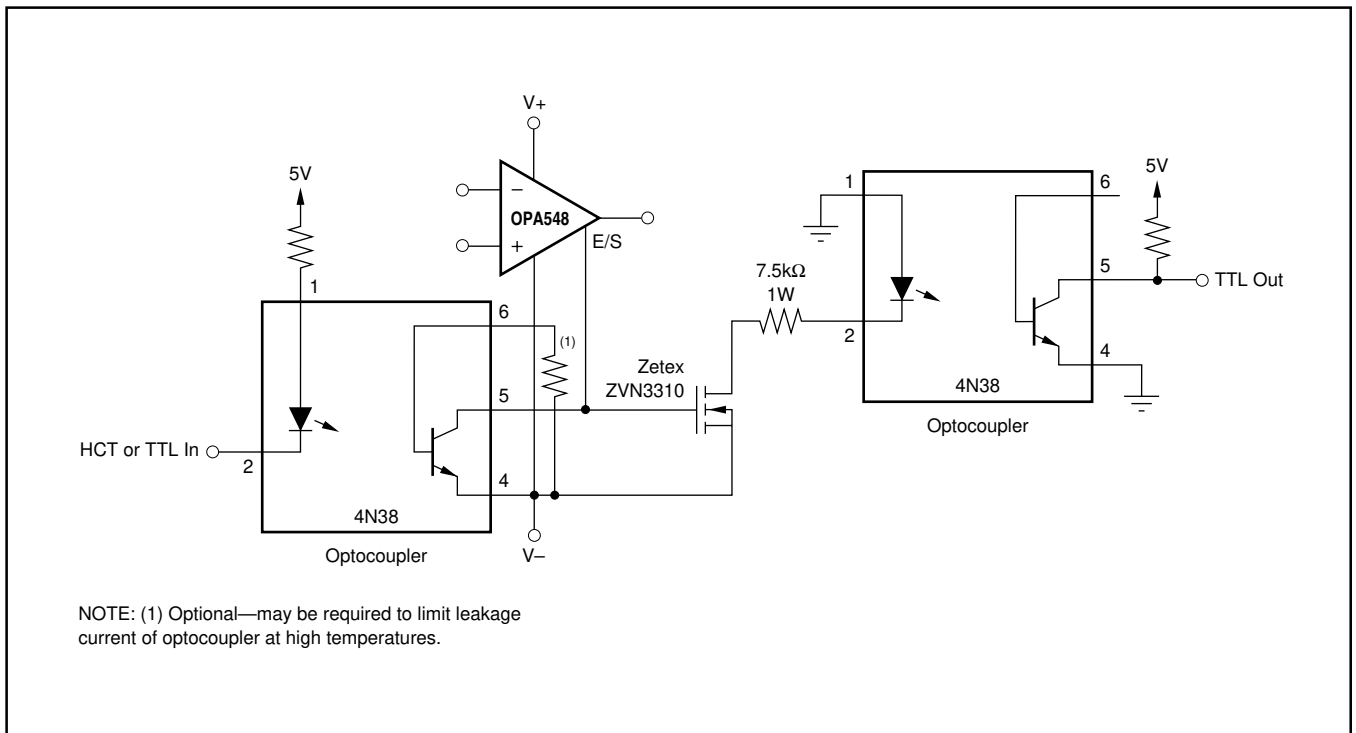 V+
5V
−
OPA548
+
E/S
1
6
(1)
5
4
2
HCT or TTL In
4N38
Optocoupler
V–
Zetex
ZVN3310
7.5kΩ
1W
1
2
6
5V
5
TTL Out
4
4N38
Optocoupler
NOTE: (1) Optional—may be required to limit leakage
current of optocoupler at high temperatures.